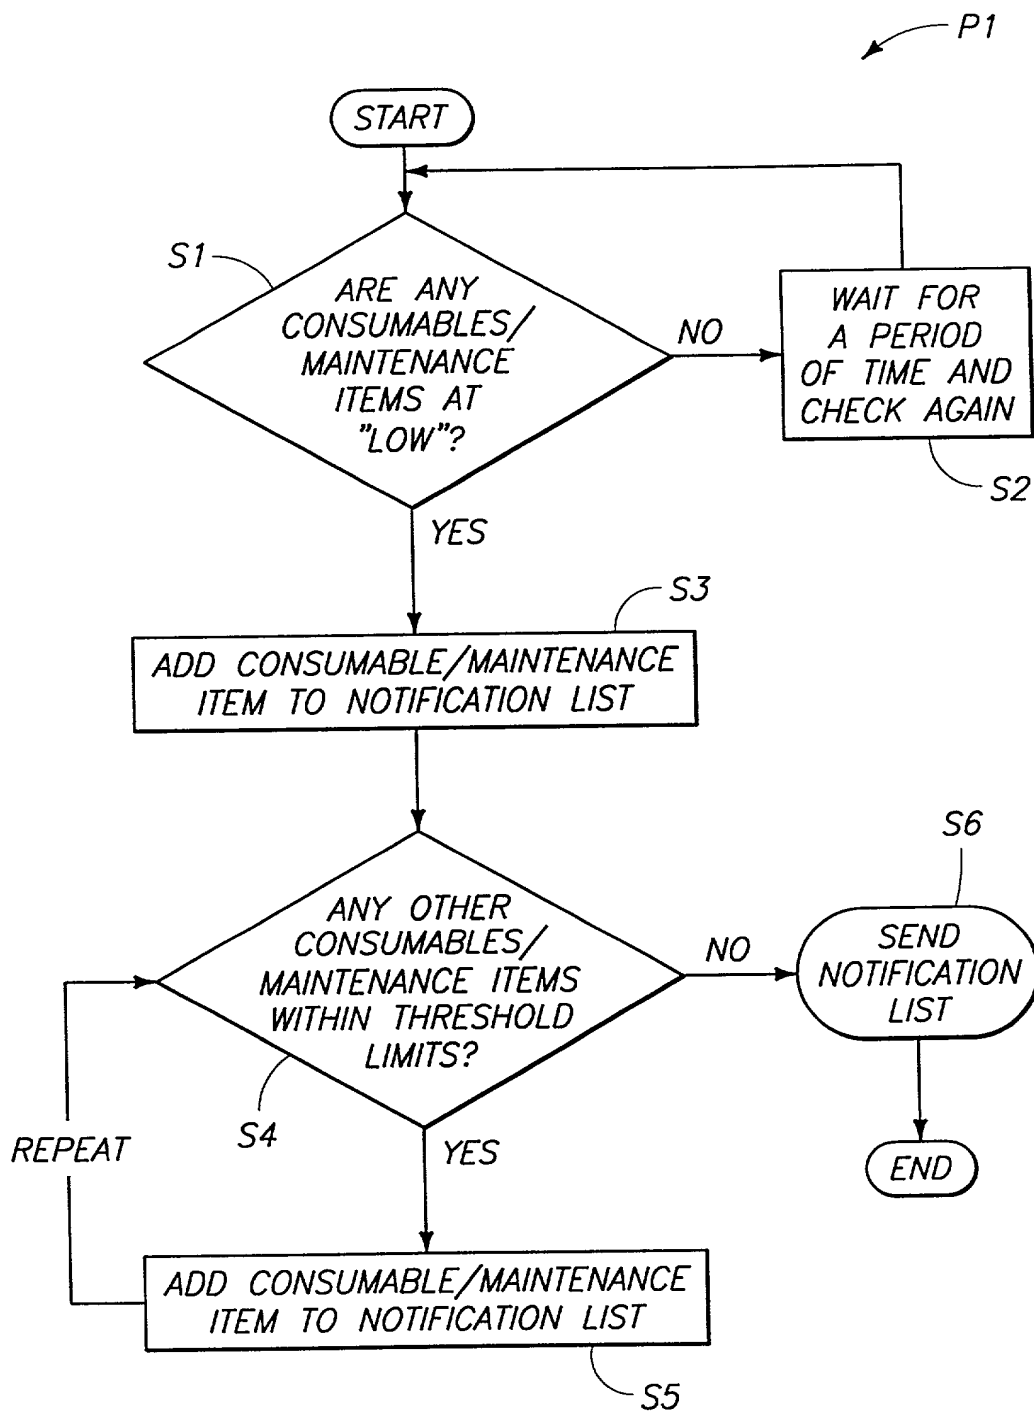 P1
START
S1
ARE ANY
CONSUMABLES/
MAINTENANCE
ITEMS AT
"LOW"?
NO
WAIT FOR
A PERIOD
OF TIME AND
CHECK AGAIN
S2
YES
S3
ADD CONSUMABLE/MAINTENANCE
ITEM TO NOTIFICATION LIST
ANY OTHER
CONSUMABLES/
MAINTENANCE ITEMS
WITHIN THRESHOLD
LIMITS?
NO
S6
SEND
NOTIFICATION
LIST
S4
REPEAT
YES
END
ADD CONSUMABLE/MAINTENANCE
ITEM TO NOTIFICATION LIST
S5